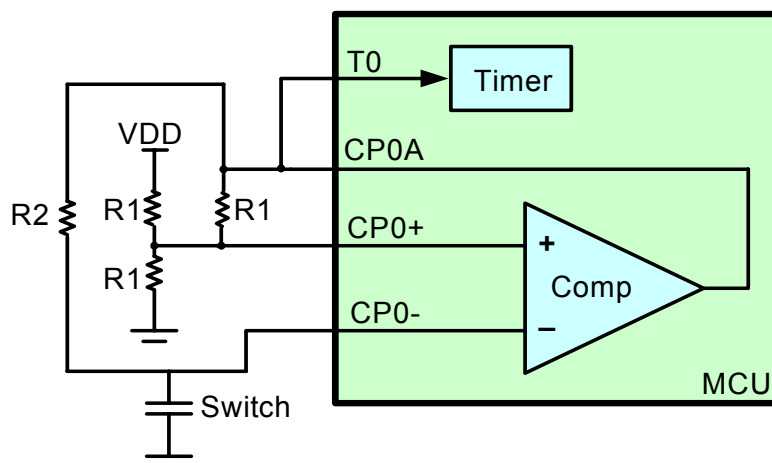 T0
Timer
VDD
CP0A
R2
R1
R1
CP0+
+
R1
Comp
CP0-
−
MCU
Switch